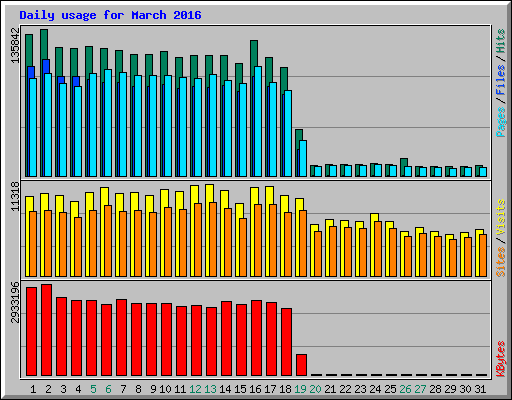 Daily usage for March 2016
135842
Pages / Files / Hits
11318
Sites / Visits
2933196
KBytes
1 2 3 4 5 6 7 8 9 10 11 12 13 14 15 16 17 18 19 20 21 22 23 24 25 26 27 28 29 30 31